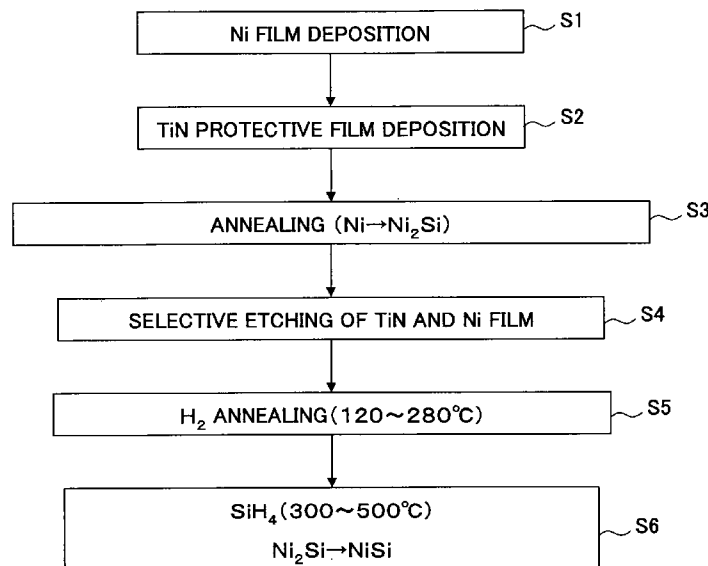 Ni FILM DEPOSITION
S1
TiN PROTECTIVE FILM DEPOSITION
S2
ANNEALING (Ni→Ni₂Si)
S3
SELECTIVE ETCHING OF TiN AND Ni FILM
S4
H₂ ANNEALING(120～280℃)
S5
SiH₄(300～500℃)
Ni₂Si→NiSi
S6